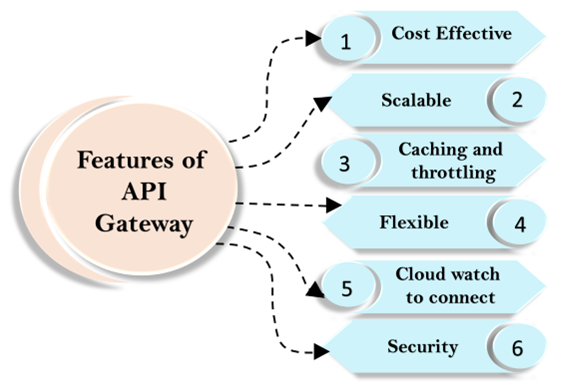 Features of
API
Gateway
1
Cost Effective
Scalable
2
3
Caching and
throttling
Flexible
4
5
Cloud watch
to connect
Security
6